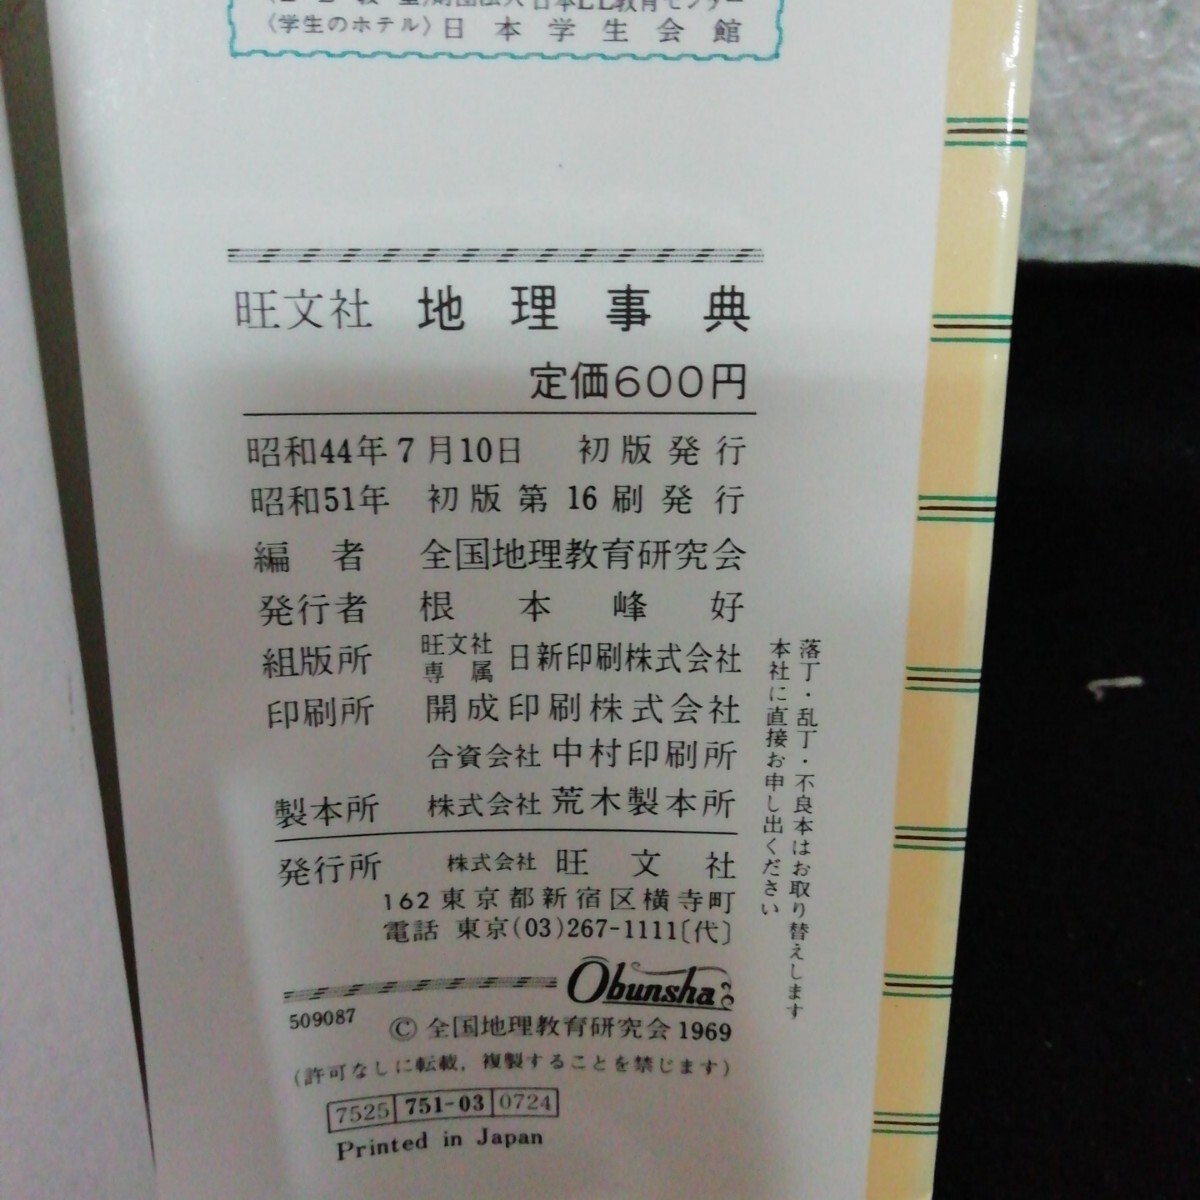 (学生のホテル) 日本学生会館
旺文社 地理事典
定価600円
昭和44年7月10日 初版発行
昭和51年 初版第16刷発行
編者 全国地理教育研究会
発行者 根本峰好
組版所 旺文社専属 日新印刷株式会社
印刷所 開成印刷株式会社
合資会社 中村印刷所
製本所 株式会社 荒木製本所
発行所 株式会社 旺文社
162 東京都新宿区横寺町
電話 東京(03)267-1111〔代〕
Obunsha
509087
© 全国地理教育研究会 1969
(許可なしに転載, 複製することを禁じます)
7525 751-03 0724
Printed in Japan
落丁・乱丁・不良本はお取り替えします
本社に直接お申し出ください